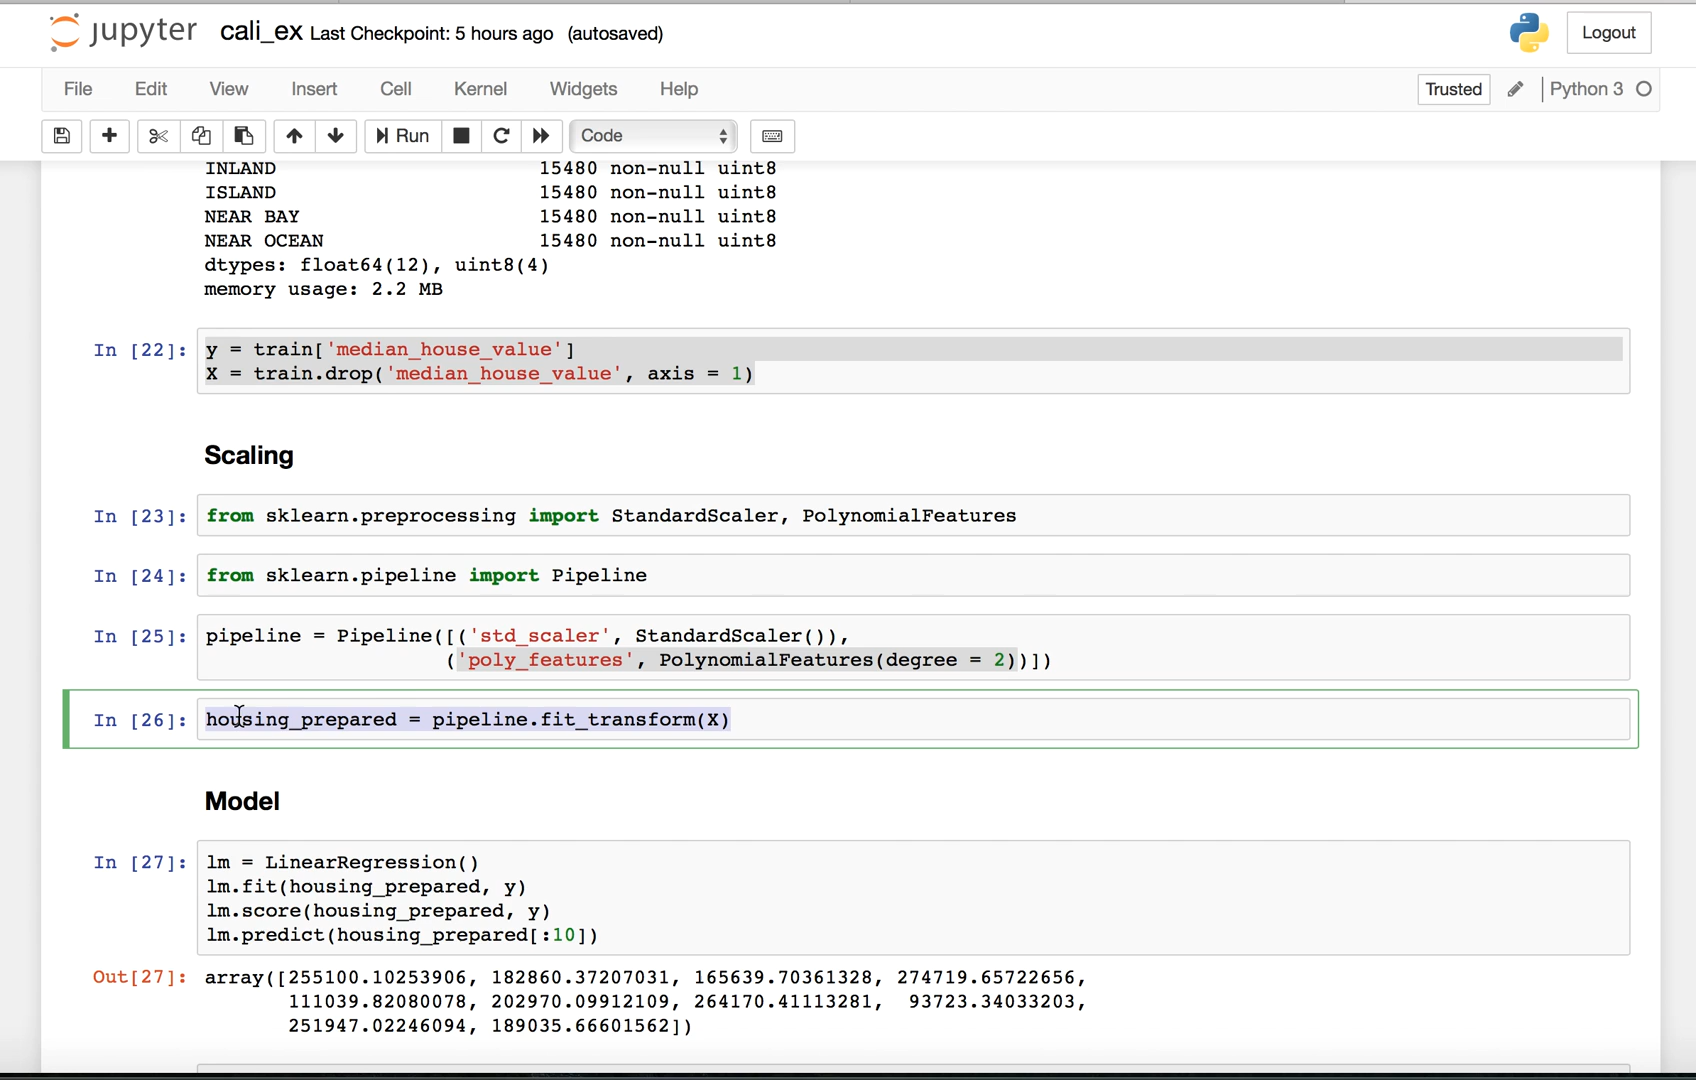 jupyter cali_ex Last Checkpoint: 5 hours ago (autosaved) Logout
File Edit View Insert Cell Kernel Widgets Help Trusted Python 3
Run Code
INLAND 15480 non-null uint8
ISLAND 15480 non-null uint8
NEAR BAY 15480 non-null uint8
NEAR OCEAN 15480 non-null uint8
dtypes: float64(12), uint8(4)
memory usage: 2.2 MB
In [22]: y = train['median_house_value']
X = train.drop('median_house_value', axis = 1)
Scaling
In [23]: from sklearn.preprocessing import StandardScaler, PolynomialFeatures
In [24]: from sklearn.pipeline import Pipeline
In [25]: pipeline = Pipeline([('std_scaler', StandardScaler()),
('poly_features', PolynomialFeatures(degree = 2))])
In [26]: housing_prepared = pipeline.fit_transform(X)
Model
In [27]: lm = LinearRegression()
lm.fit(housing_prepared, y)
lm.score(housing_prepared, y)
lm.predict(housing_prepared[:10])
Out[27]: array([255100.10253906, 182860.37207031, 165639.70361328, 274719.65722656,
111039.82080078, 202970.09912109, 264170.41113281, 93723.34033203,
251947.02246094, 189035.66601562])